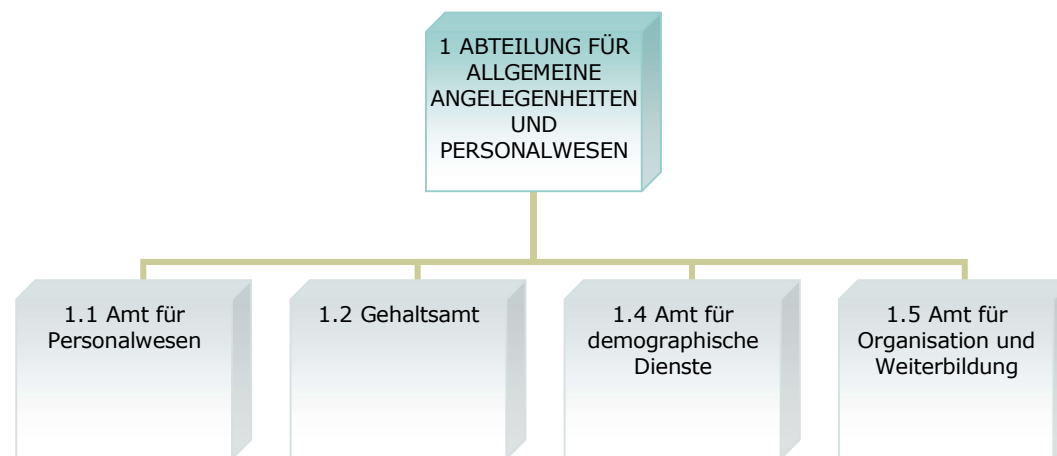 1 ABTEILUNG FÜR
ALLGEMEINE
ANGELEGENHEITEN
UND
PERSONALWESEN
1.1 Amt für
Personalwesen
1.2 Gehaltsamt
1.4 Amt für
demographische
Dienste
1.5 Amt für
Organisation und
Weiterbildung